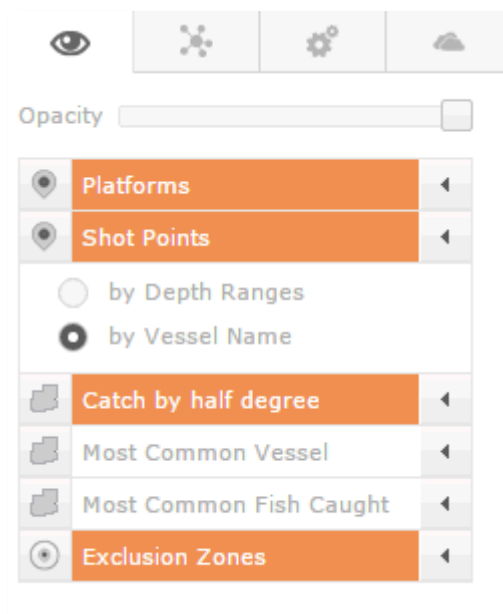 Opacity
Platforms
Shot Points
by Depth Ranges
by Vessel Name
Catch by half degree
Most Common Vessel
Most Common Fish Caught
Exclusion Zones